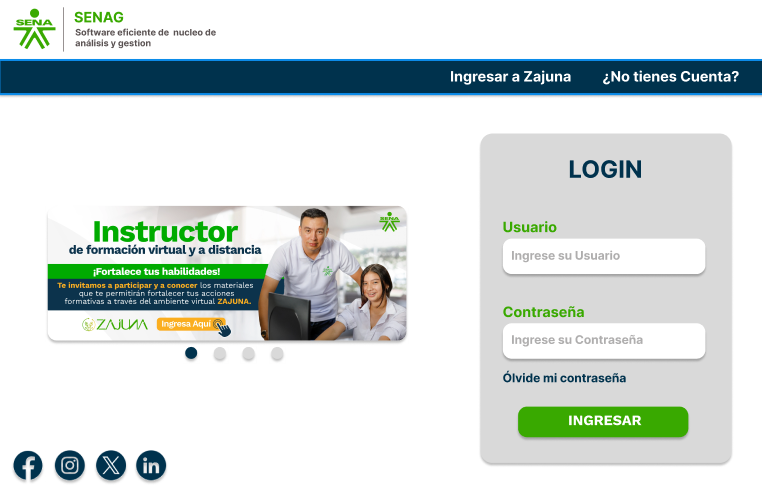 SENA
SENAG
Software eficiente de nucleo de
análisis y gestion
Ingresar a Zajuna
¿No tienes Cuenta?
SENA
Instructor
de formación virtual y a distancia
¡Fortalece tus habilidades!
Te invitamos a participar y a conocer los materiales
que te permitirán fortalecer tus acciones
formativas a través del ambiente virtual ZAJUNA.
ZAJUNA
Ingresa Aquí
LOGIN
Usuario
Ingrese su Usuario
Contraseña
Ingrese su Contraseña
Ólvide mi contraseña
INGRESAR